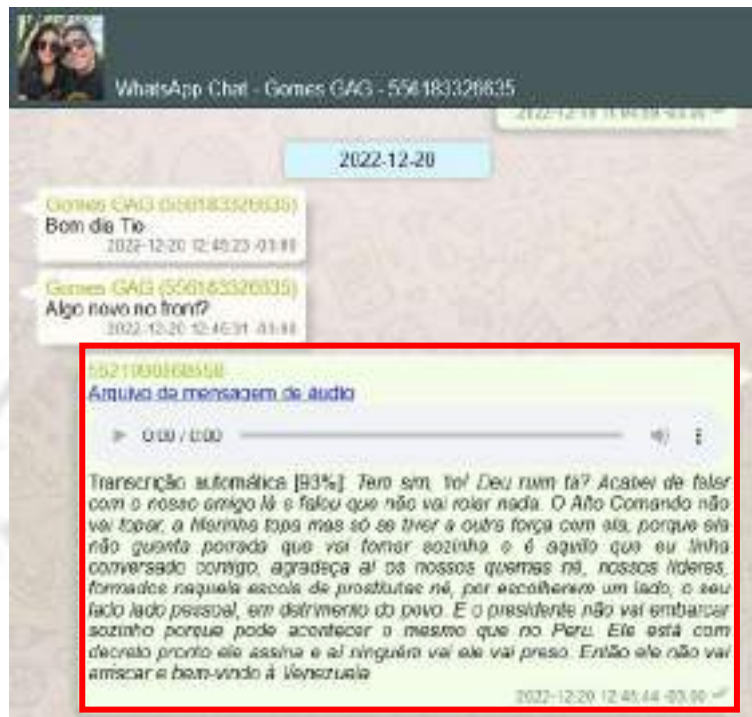 WhatsApp Chat - Gomes GAG - 556183326635
2022-12-20
Gomes GAG (556183326635)
Bom dia Tio
2022-12-20 12:45:23 -03:00
Gomes GAG (556183326635)
Algo novo no front?
2022-12-20 12:45:31 -03:00
Arquivo de mensagem de áudio
0:00 / 0:00
Transcrição automática [93%]: Tem sim, Tio! Deu ruim tá? Acabei de falar
com o nosso amigo lá e falou que não vai rolar nada. O Alto Comando não
vai topar, a Marinha topa mas só se tiver a outra força com ela, porque ela
não guenta porrada que vai tomar sozinha e é aquilo que eu tinha
conversado contigo, agradeça aí os nossos quemas né, nossos líderes,
formados naquela escola de prostitutas né, por escolherem um lado, o seu
lado lado pessoal, em detrimento do povo. E o presidente não vai embarcar
sozinho porque pode acontecer o mesmo que no Peru. Ele está com
decreto pronto ele assina e aí ninguém vai ele vai preso. Então ele não vai
arriscar e bem-vindo à Venezuela
2022-12-20 12:45:44 -03:00